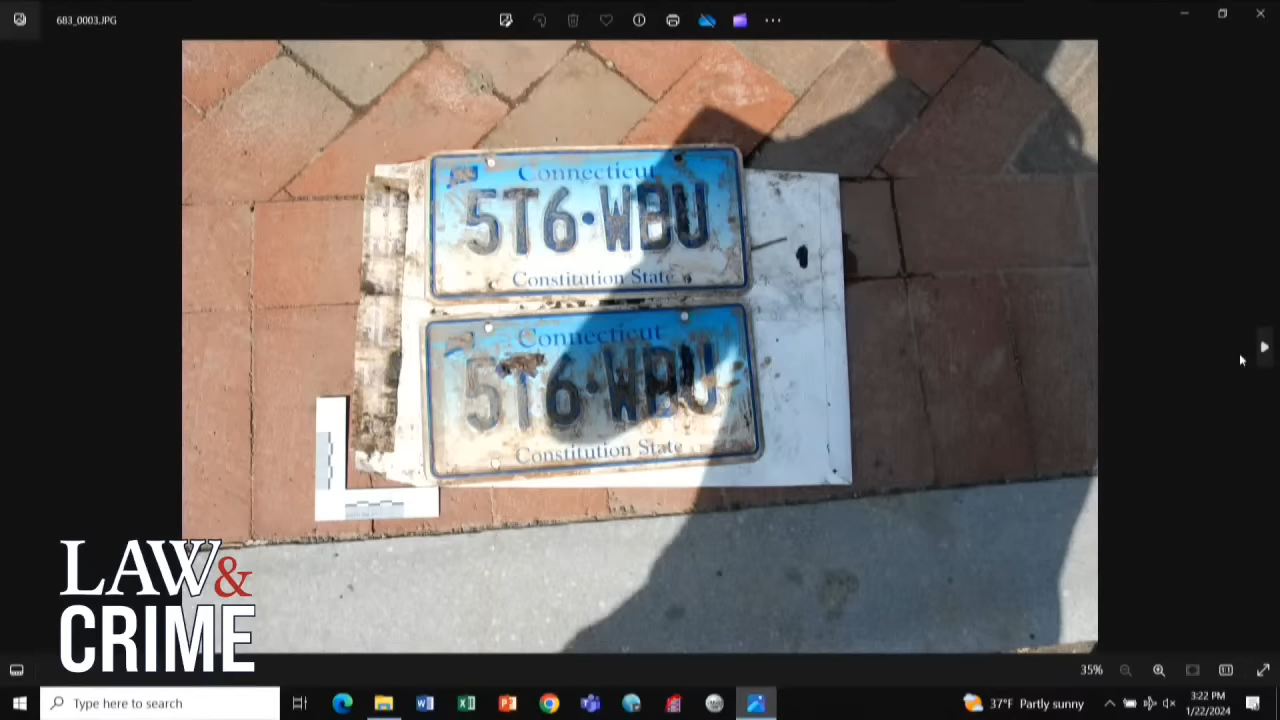 683_0003.JPG
Connecticut
5T6·WBU
Constitution State
Connecticut
5T6·WBU
Constitution State
LAW&
CRIME
35%
Type here to search
37°F Partly sunny
3:22 PM
1/22/2024